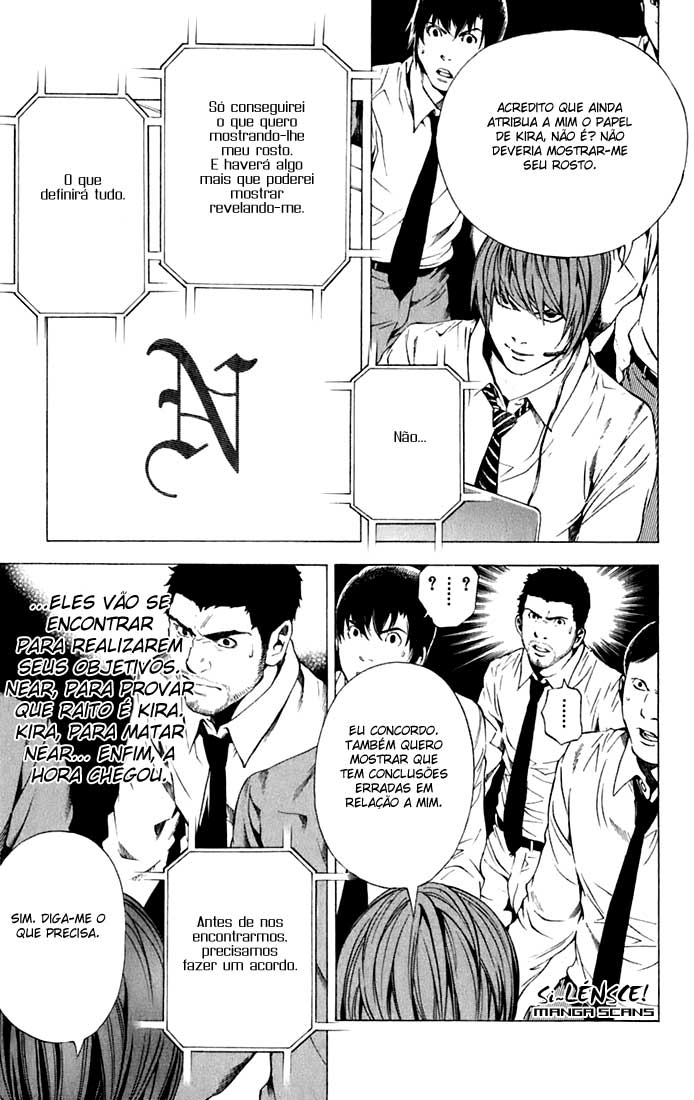 ACREDITO QUE AINDA
ATRIBUA A MIM O PAPEL
DE KIRA, NÃO É? NÃO
DEVERIA MOSTRAR-ME
SEU ROSTO.
Não...
Só conseguirei
o que quero
mostrando-lhe
meu rosto.
E haverá algo
mais que poderei
mostrar
revelando-me.
O que
definirá tudo.
N
? ...... ?
......
EU CONCORDO.
TAMBÉM QUERO
MOSTRAR QUE
TEM CONCLUSÕES
ERRADAS EM
RELAÇÃO A MIM.
...ELES VÃO SE
ENCONTRAR
PARA REALIZAREM
SEUS OBJETIVOS.
NEAR, PARA PROVAR
QUE RAITO É KIRA.
KIRA, PARA MATAR
NEAR... ENFIM, A
HORA CHEGOU.
Antes de nos
encontrarmos,
precisamos
fazer um acordo.
SIM. DIGA-ME O
QUE PRECISA.
Si-LÉNSCE!
MANGA SCANS